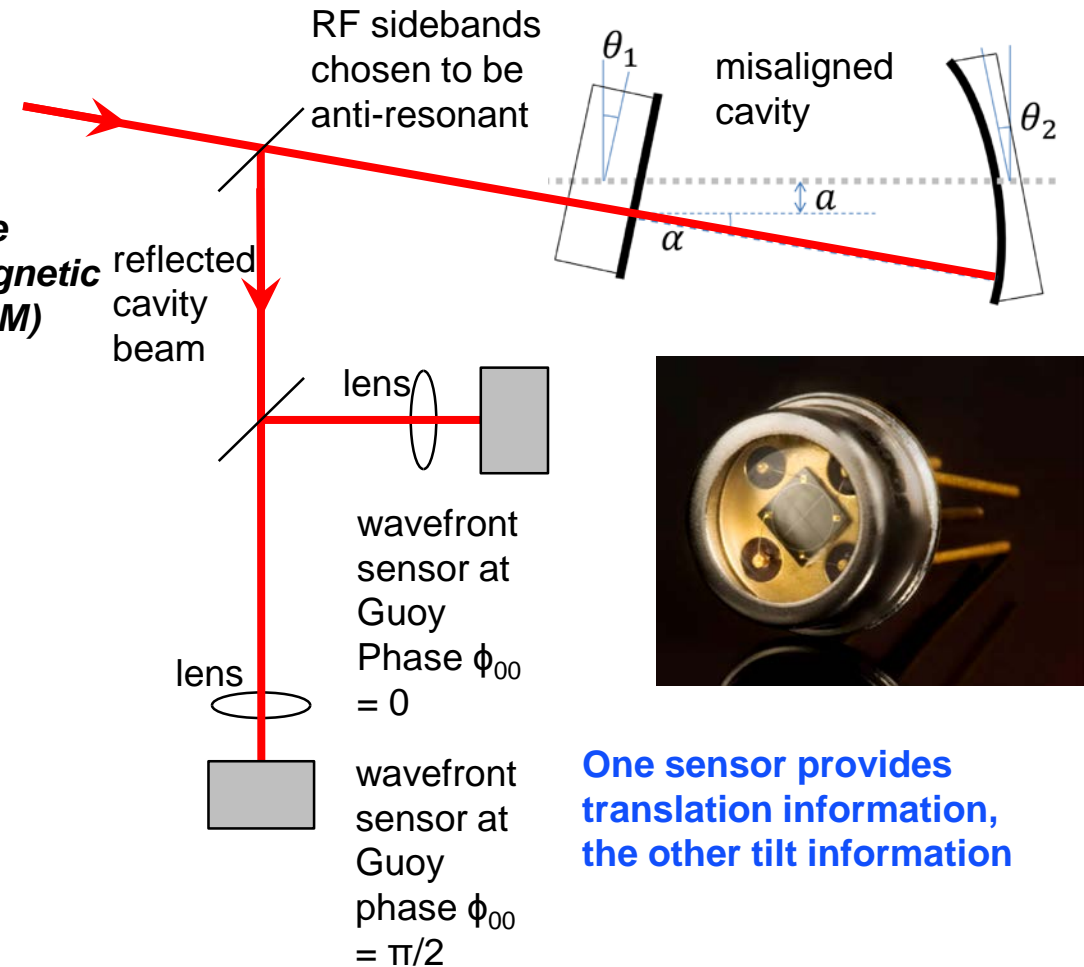 RF sidebands
chosen to be
anti-resonant
θ₁
misaligned
cavity
θ₂
a
α
gnetic
M)
reflected
cavity
beam
lens
wavefront
sensor at
Guoy
Phase ϕ₀₀
= 0
lens
wavefront
sensor at
Guoy
phase ϕ₀₀
= π/2
One sensor provides
translation information,
the other tilt information